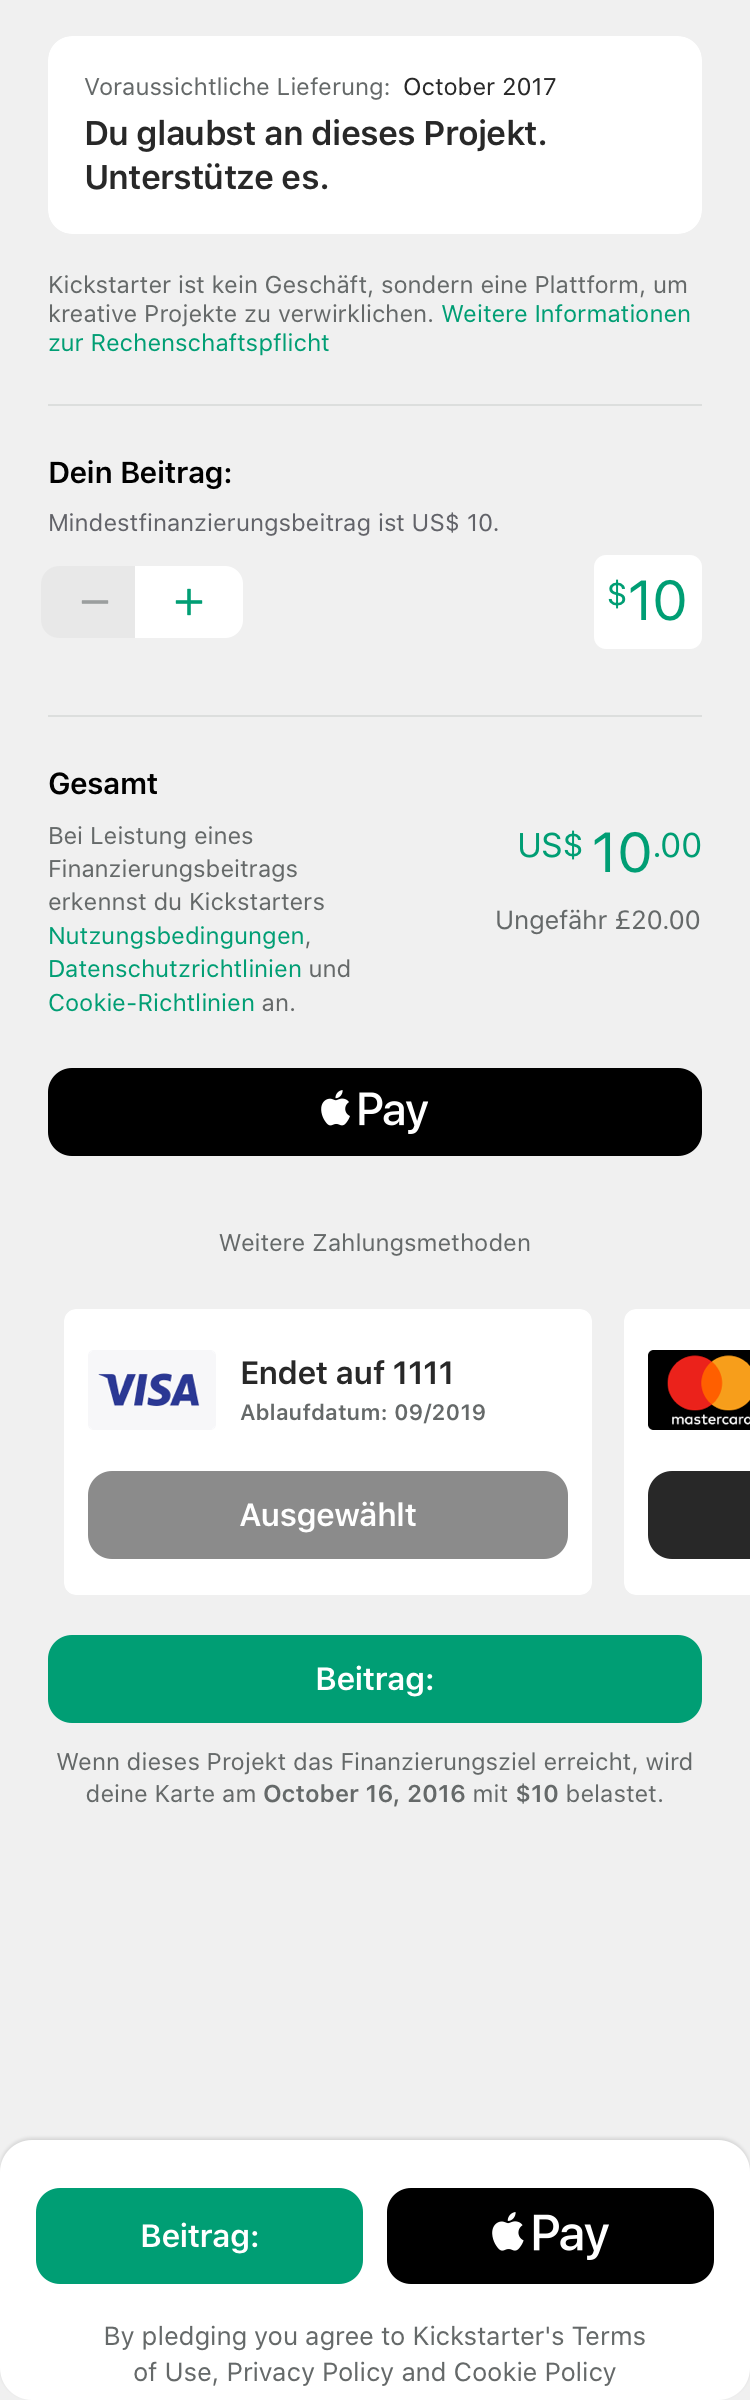 Voraussichtliche Lieferung: October 2017
Du glaubst an dieses Projekt.
Unterstütze es.
Kickstarter ist kein Geschäft, sondern eine Plattform, um
kreative Projekte zu verwirklichen. Weitere Informationen
zur Rechenschaftspflicht
Dein Beitrag:
Mindestfinanzierungsbeitrag ist US$ 10.
− +
$10
Gesamt
Bei Leistung eines
Finanzierungsbeitrags
erkennst du Kickstarters
Nutzungsbedingungen,
Datenschutzrichtlinien und
Cookie-Richtlinien an.
US$ 10.00
Ungefähr £20.00
Pay
Weitere Zahlungsmethoden
VISA
Endet auf 1111
Ablaufdatum: 09/2019
Ausgewählt
mastercard
Beitrag:
Wenn dieses Projekt das Finanzierungsziel erreicht, wird
deine Karte am October 16, 2016 mit $10 belastet.
Beitrag:
Pay
By pledging you agree to Kickstarter's Terms
of Use, Privacy Policy and Cookie Policy